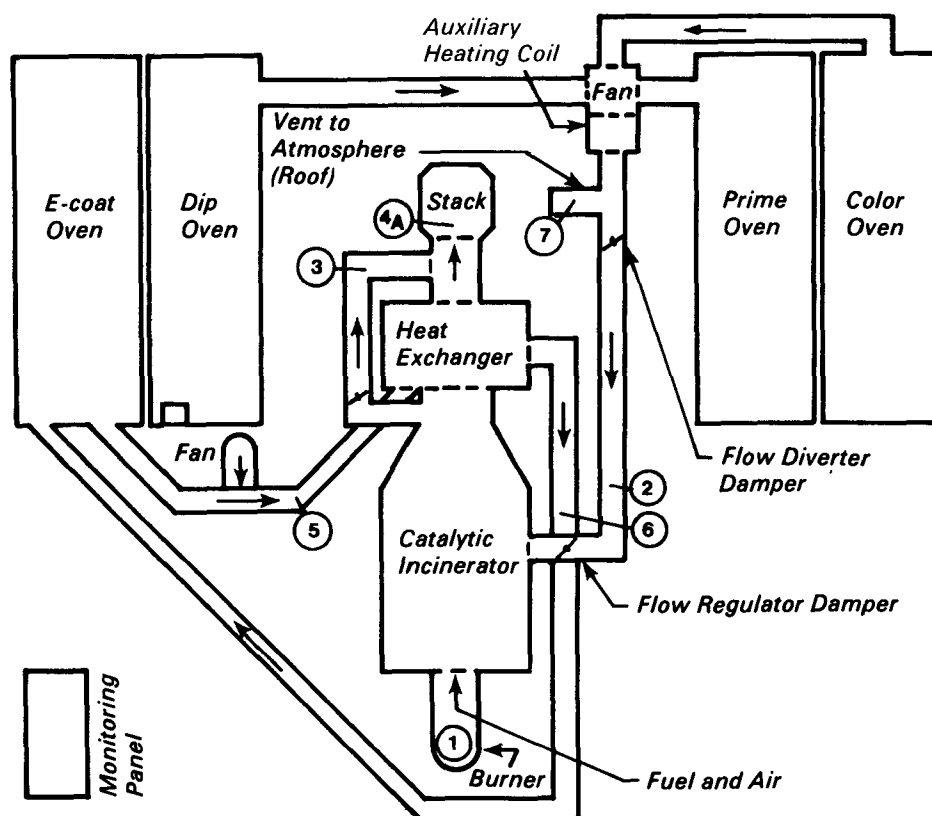 Auxiliary
Heating Coil
Fan
Vent to
Atmosphere
(Roof)
E-coat
Oven
Dip
Oven
Stack
4A
7
Prime
Oven
Color
Oven
3
Heat
Exchanger
Fan
Flow Diverter
Damper
2
5
6
Catalytic
Incinerator
Flow Regulator Damper
Monitoring
Panel
1
Burner
Fuel and Air